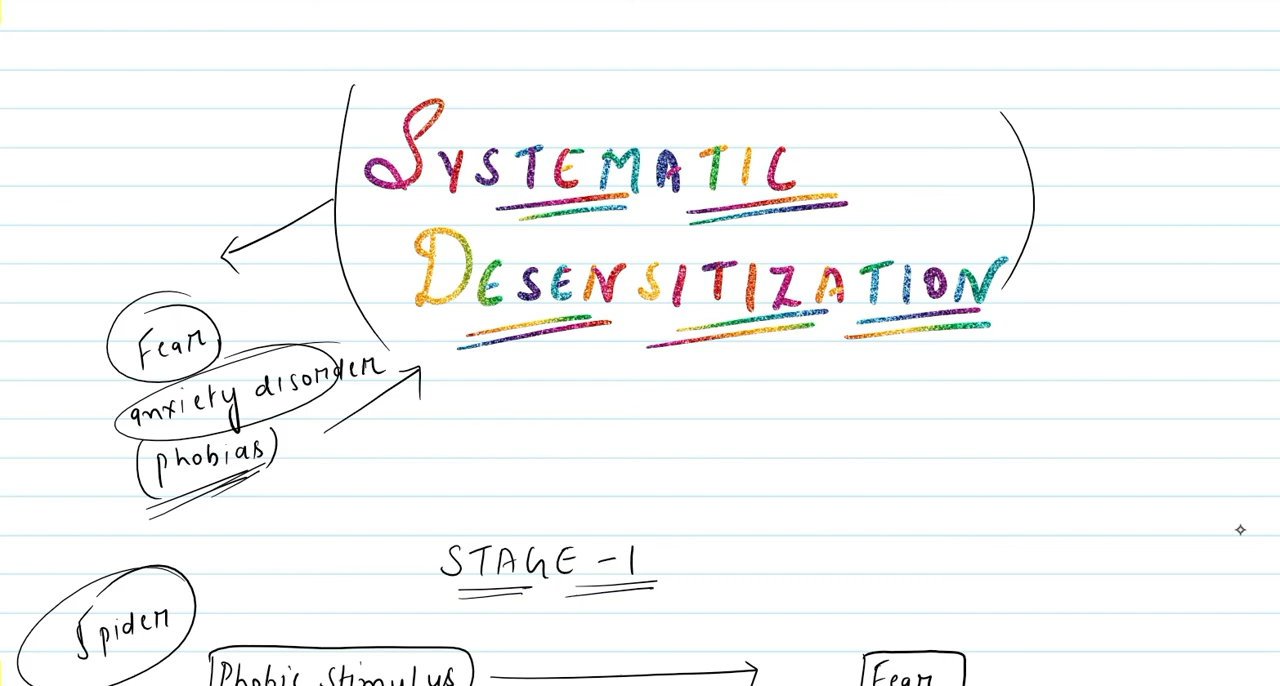 SYSTEMATIC
DESENSITIZATION
Fear
anxiety disorder
phobias
STAGE -1
Spider
Phobic stimulus
Fear